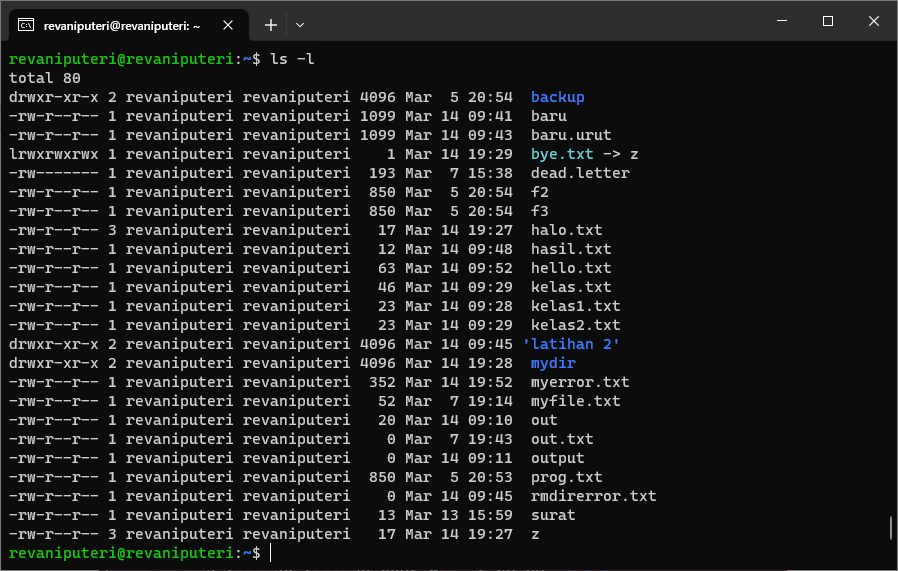 revaniputeri@revaniputeri: ~
revaniputeri@revaniputeri:~$ ls -l
total 80
drwxr-xr-x 2 revaniputeri revaniputeri 4096 Mar  5 20:54  backup
-rw-r--r-- 1 revaniputeri revaniputeri 1099 Mar 14 09:41  baru
-rw-r--r-- 1 revaniputeri revaniputeri 1099 Mar 14 09:43  baru.urut
lrwxrwxrwx 1 revaniputeri revaniputeri    1 Mar 14 19:29  bye.txt -> z
-rw------- 1 revaniputeri revaniputeri  193 Mar  7 15:38  dead.letter
-rw-r--r-- 1 revaniputeri revaniputeri  850 Mar  5 20:54  f2
-rw-r--r-- 1 revaniputeri revaniputeri  850 Mar  5 20:54  f3
-rw-r--r-- 3 revaniputeri revaniputeri   17 Mar 14 19:27  halo.txt
-rw-r--r-- 1 revaniputeri revaniputeri   12 Mar 14 09:48  hasil.txt
-rw-r--r-- 1 revaniputeri revaniputeri   63 Mar 14 09:52  hello.txt
-rw-r--r-- 1 revaniputeri revaniputeri   46 Mar 14 09:29  kelas.txt
-rw-r--r-- 1 revaniputeri revaniputeri   23 Mar 14 09:28  kelas1.txt
-rw-r--r-- 1 revaniputeri revaniputeri   23 Mar 14 09:29  kelas2.txt
drwxr-xr-x 2 revaniputeri revaniputeri 4096 Mar 14 09:45 'latihan 2'
drwxr-xr-x 2 revaniputeri revaniputeri 4096 Mar 14 19:28  mydir
-rw-r--r-- 1 revaniputeri revaniputeri  352 Mar 14 19:52  myerror.txt
-rw-r--r-- 1 revaniputeri revaniputeri   52 Mar  7 19:14  myfile.txt
-rw-r--r-- 1 revaniputeri revaniputeri   20 Mar 14 09:10  out
-rw-r--r-- 1 revaniputeri revaniputeri    0 Mar  7 19:43  out.txt
-rw-r--r-- 1 revaniputeri revaniputeri    0 Mar 14 09:11  output
-rw-r--r-- 1 revaniputeri revaniputeri  850 Mar  5 20:53  prog.txt
-rw-r--r-- 1 revaniputeri revaniputeri    0 Mar 14 09:45  rmdirerror.txt
-rw-r--r-- 1 revaniputeri revaniputeri   13 Mar 13 15:59  surat
-rw-r--r-- 3 revaniputeri revaniputeri   17 Mar 14 19:27  z
revaniputeri@revaniputeri:~$